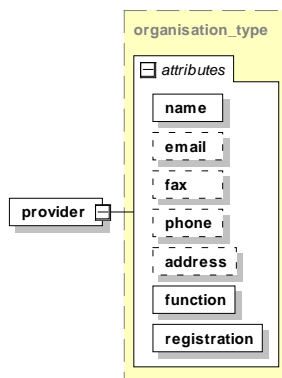 organisation_type
attributes
name
email
fax
provider
phone
address
function
registration